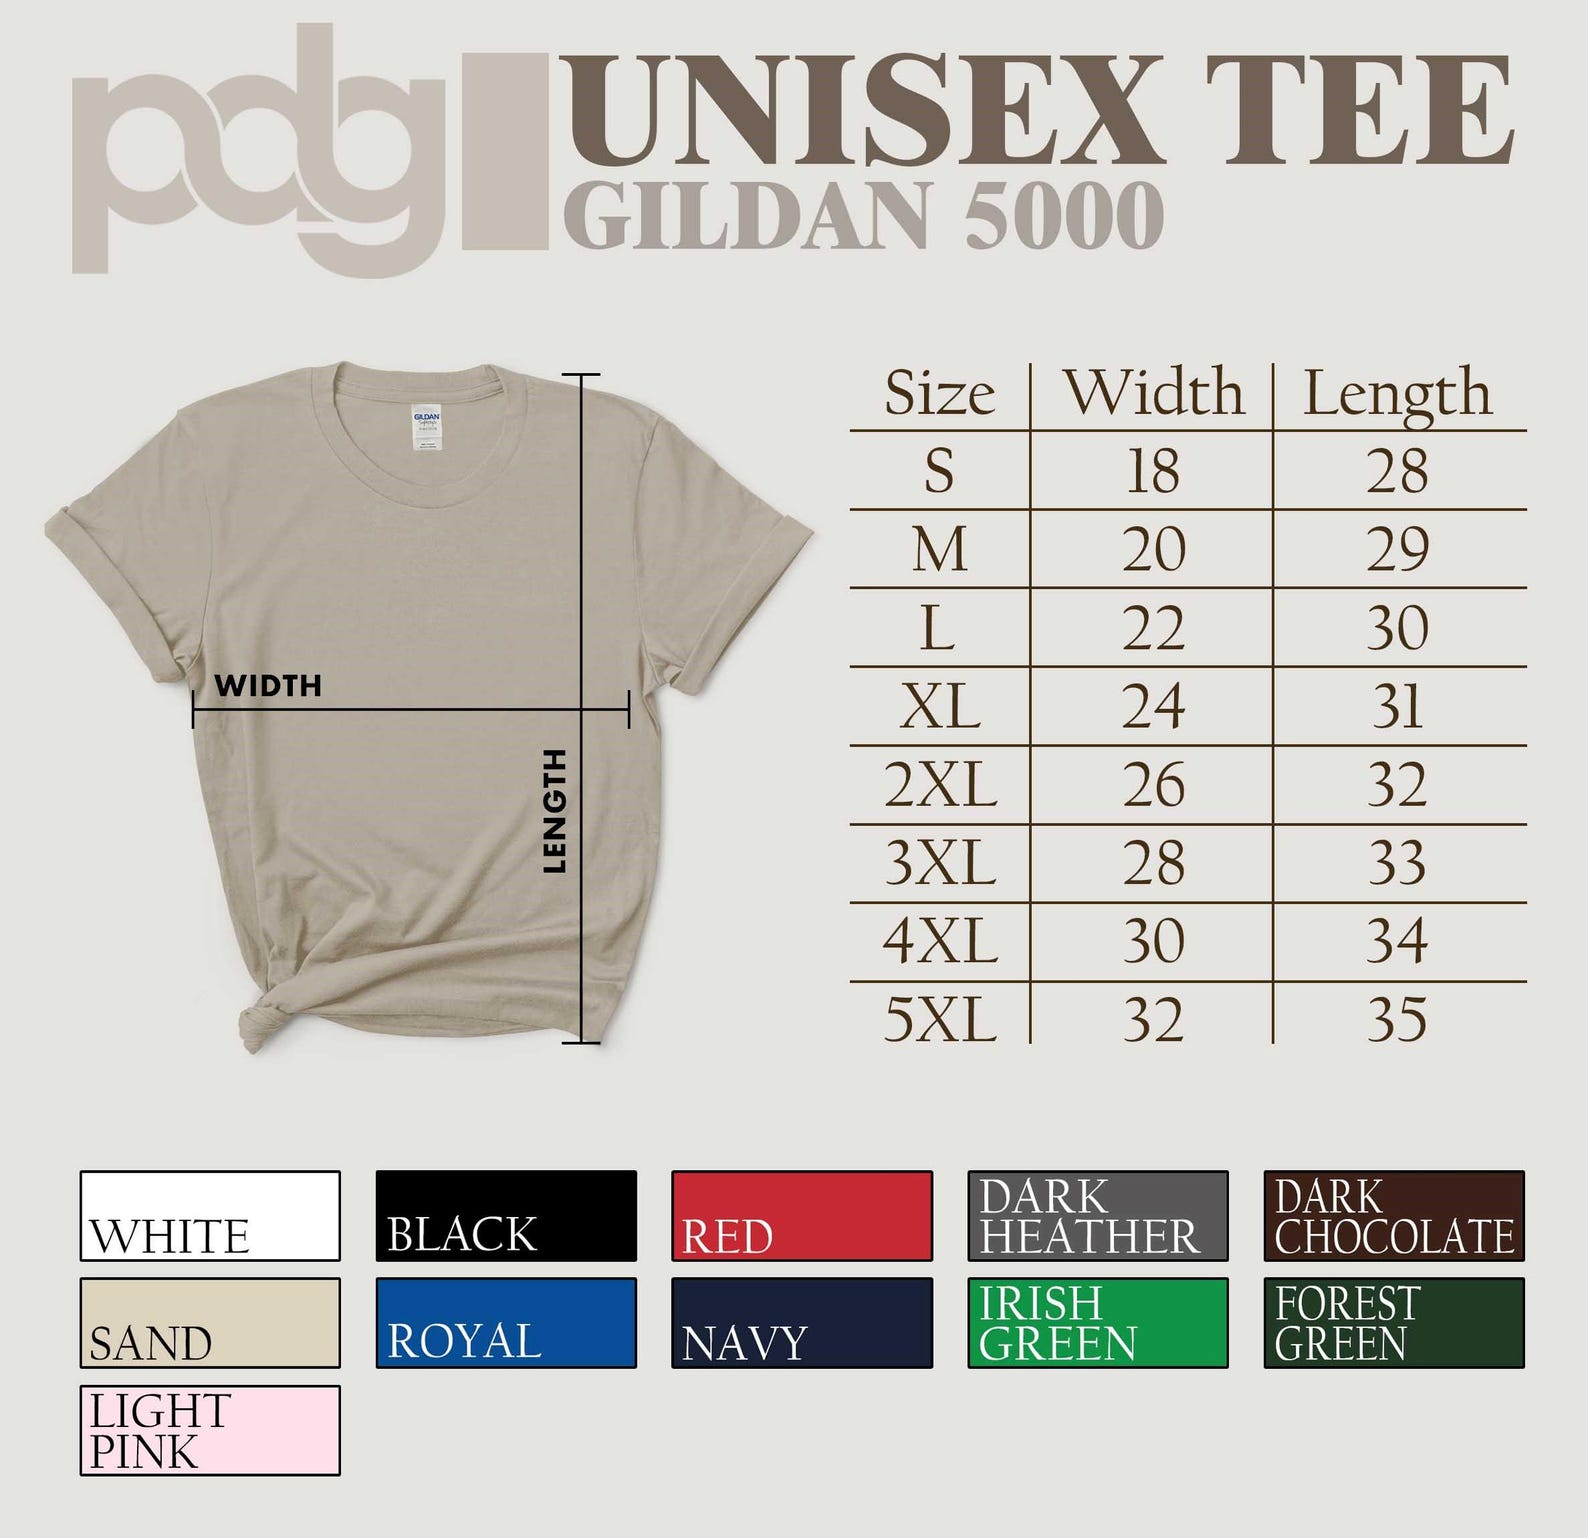 pdg
UNISEX TEE
GILDAN 5000
GILDAN
WIDTH
LENGTH
Size Width Length
S 18 28
M 20 29
L 22 30
XL 24 31
2XL 26 32
3XL 28 33
4XL 30 34
5XL 32 35
WHITE
BLACK
RED
DARK
HEATHER
DARK
CHOCOLATE
SAND
ROYAL
NAVY
IRISH
GREEN
FOREST
GREEN
LIGHT
PINK